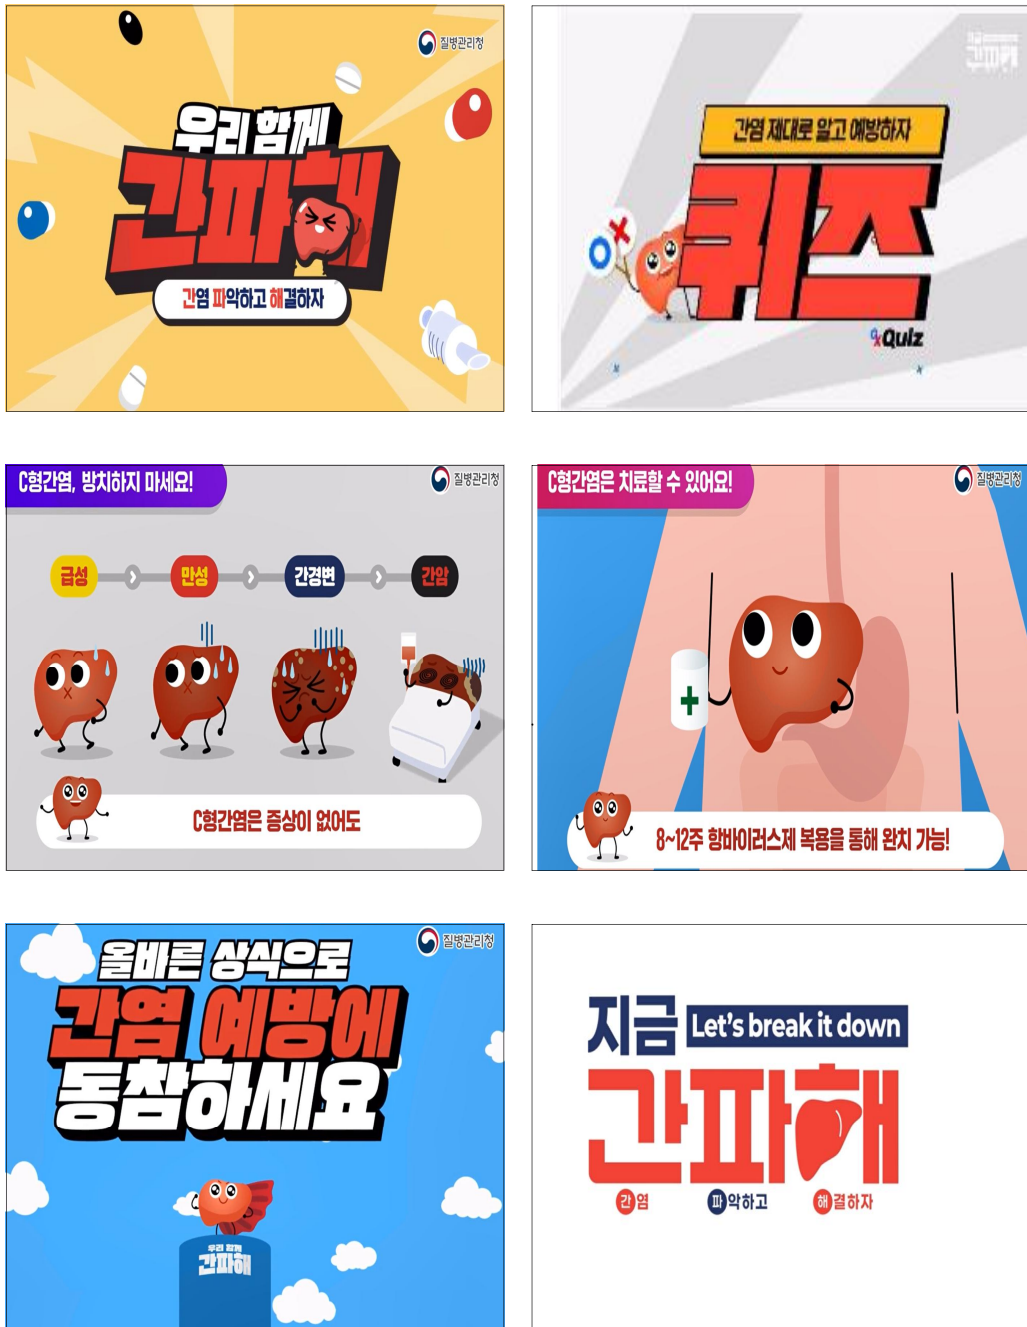 질병관리청
우리 함께
간파해
간염 파악하고 해결하자
간파해
간염 제대로 알고 예방하자
퀴즈
OX Quiz
C형간염, 방치하지 마세요!
질병관리청
급성
만성
간경변
간암
C형간염은 증상이 없어도
C형간염은 치료할 수 있어요!
질병관리청
8~12주 항바이러스제 복용을 통해 완치 가능!
올바른 상식으로
질병관리청
간염 예방에
동참하세요
우리 함께
간파해
지금 Let's break it down
간파해
간염 파악하고 해결하자